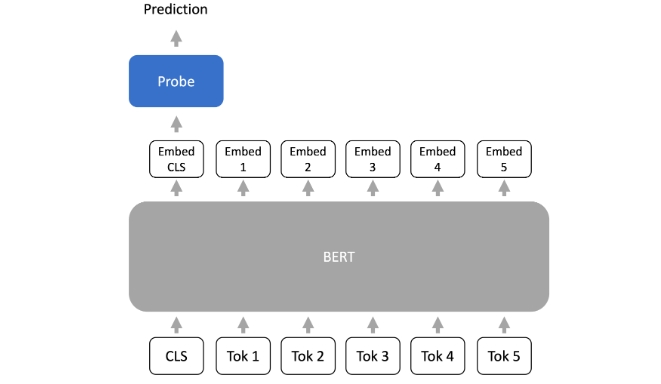 Prediction
Probe
Embed CLS
Embed 1
Embed 2
Embed 3
Embed 4
Embed 5
BERT
CLS
Tok 1
Tok 2
Tok 3
Tok 4
Tok 5